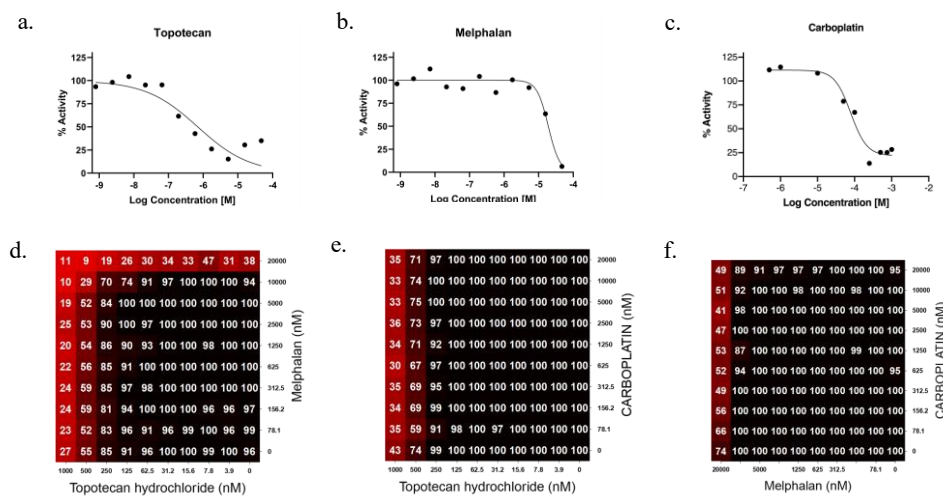 a.
Topotecan
% Activity
125
100
75
50
25
0
-9 -8 -7 -6 -5 -4
Log Concentration [M]
b.
Melphalan
% Activity
125
100
75
50
25
0
-9 -8 -7 -6 -5 -4
Log Concentration [M]
c.
Carboplatin
% Activity
125
100
75
50
25
0
-7 -6 -5 -4 -3 -2
Log Concentration [M]
d.
11 9 19 26 30 34 33 47 31 38 20000
10 29 70 74 91 97 100 100 100 94 10000
19 52 84 100 100 100 100 100 100 100 5000
25 53 90 100 97 100 100 100 100 100 2500
20 54 86 90 93 100 100 98 100 100 1250
22 56 85 91 100 100 100 100 100 100 625
24 59 85 97 98 100 100 100 100 100 312.5
24 59 81 94 100 100 100 96 96 97 156.2
23 52 83 96 91 96 99 100 96 99 78.1
27 55 85 91 96 100 100 100 96 100 0
1000 500 250 125 62.5 31.2 15.6 7.8 3.9 0
Topotecan hydrochloride (nM)
Melphalan (nM)
e.
35 71 97 100 100 100 100 100 100 100 20000
33 74 100 100 100 100 100 100 100 100 10000
33 75 100 100 100 100 100 100 100 100 5000
36 73 97 100 100 100 100 100 100 100 2500
34 71 92 100 100 100 100 100 100 100 1250
30 67 97 100 100 100 100 100 100 100 625
35 69 95 100 100 100 100 100 100 100 312.5
34 69 99 100 100 100 100 100 100 100 156.2
35 59 91 98 100 97 100 100 100 100 78.1
43 74 99 100 100 100 100 100 100 100 0
1000 500 250 125 62.5 31.2 15.6 7.8 3.9 0
Topotecan hydrochloride (nM)
CARBOPLATIN (nM)
f.
49 89 91 97 97 100 100 100 100 95 20000
51 92 100 100 98 100 100 98 100 100 10000
41 98 100 100 100 100 100 100 100 100 5000
47 100 100 100 100 100 100 100 100 100 2500
53 87 100 100 100 100 100 99 100 100 1250
52 94 100 100 100 100 100 100 100 95 625
49 100 100 100 100 100 100 100 100 100 312.5
56 100 100 100 100 100 100 100 100 100 156.2
66 100 100 100 100 100 100 100 100 100 78.1
74 100 100 100 100 100 100 100 100 100 0
20000 5000 1250 625 312.5 78.1 0
Melphalan (nM)
CARBOPLATIN (nM)